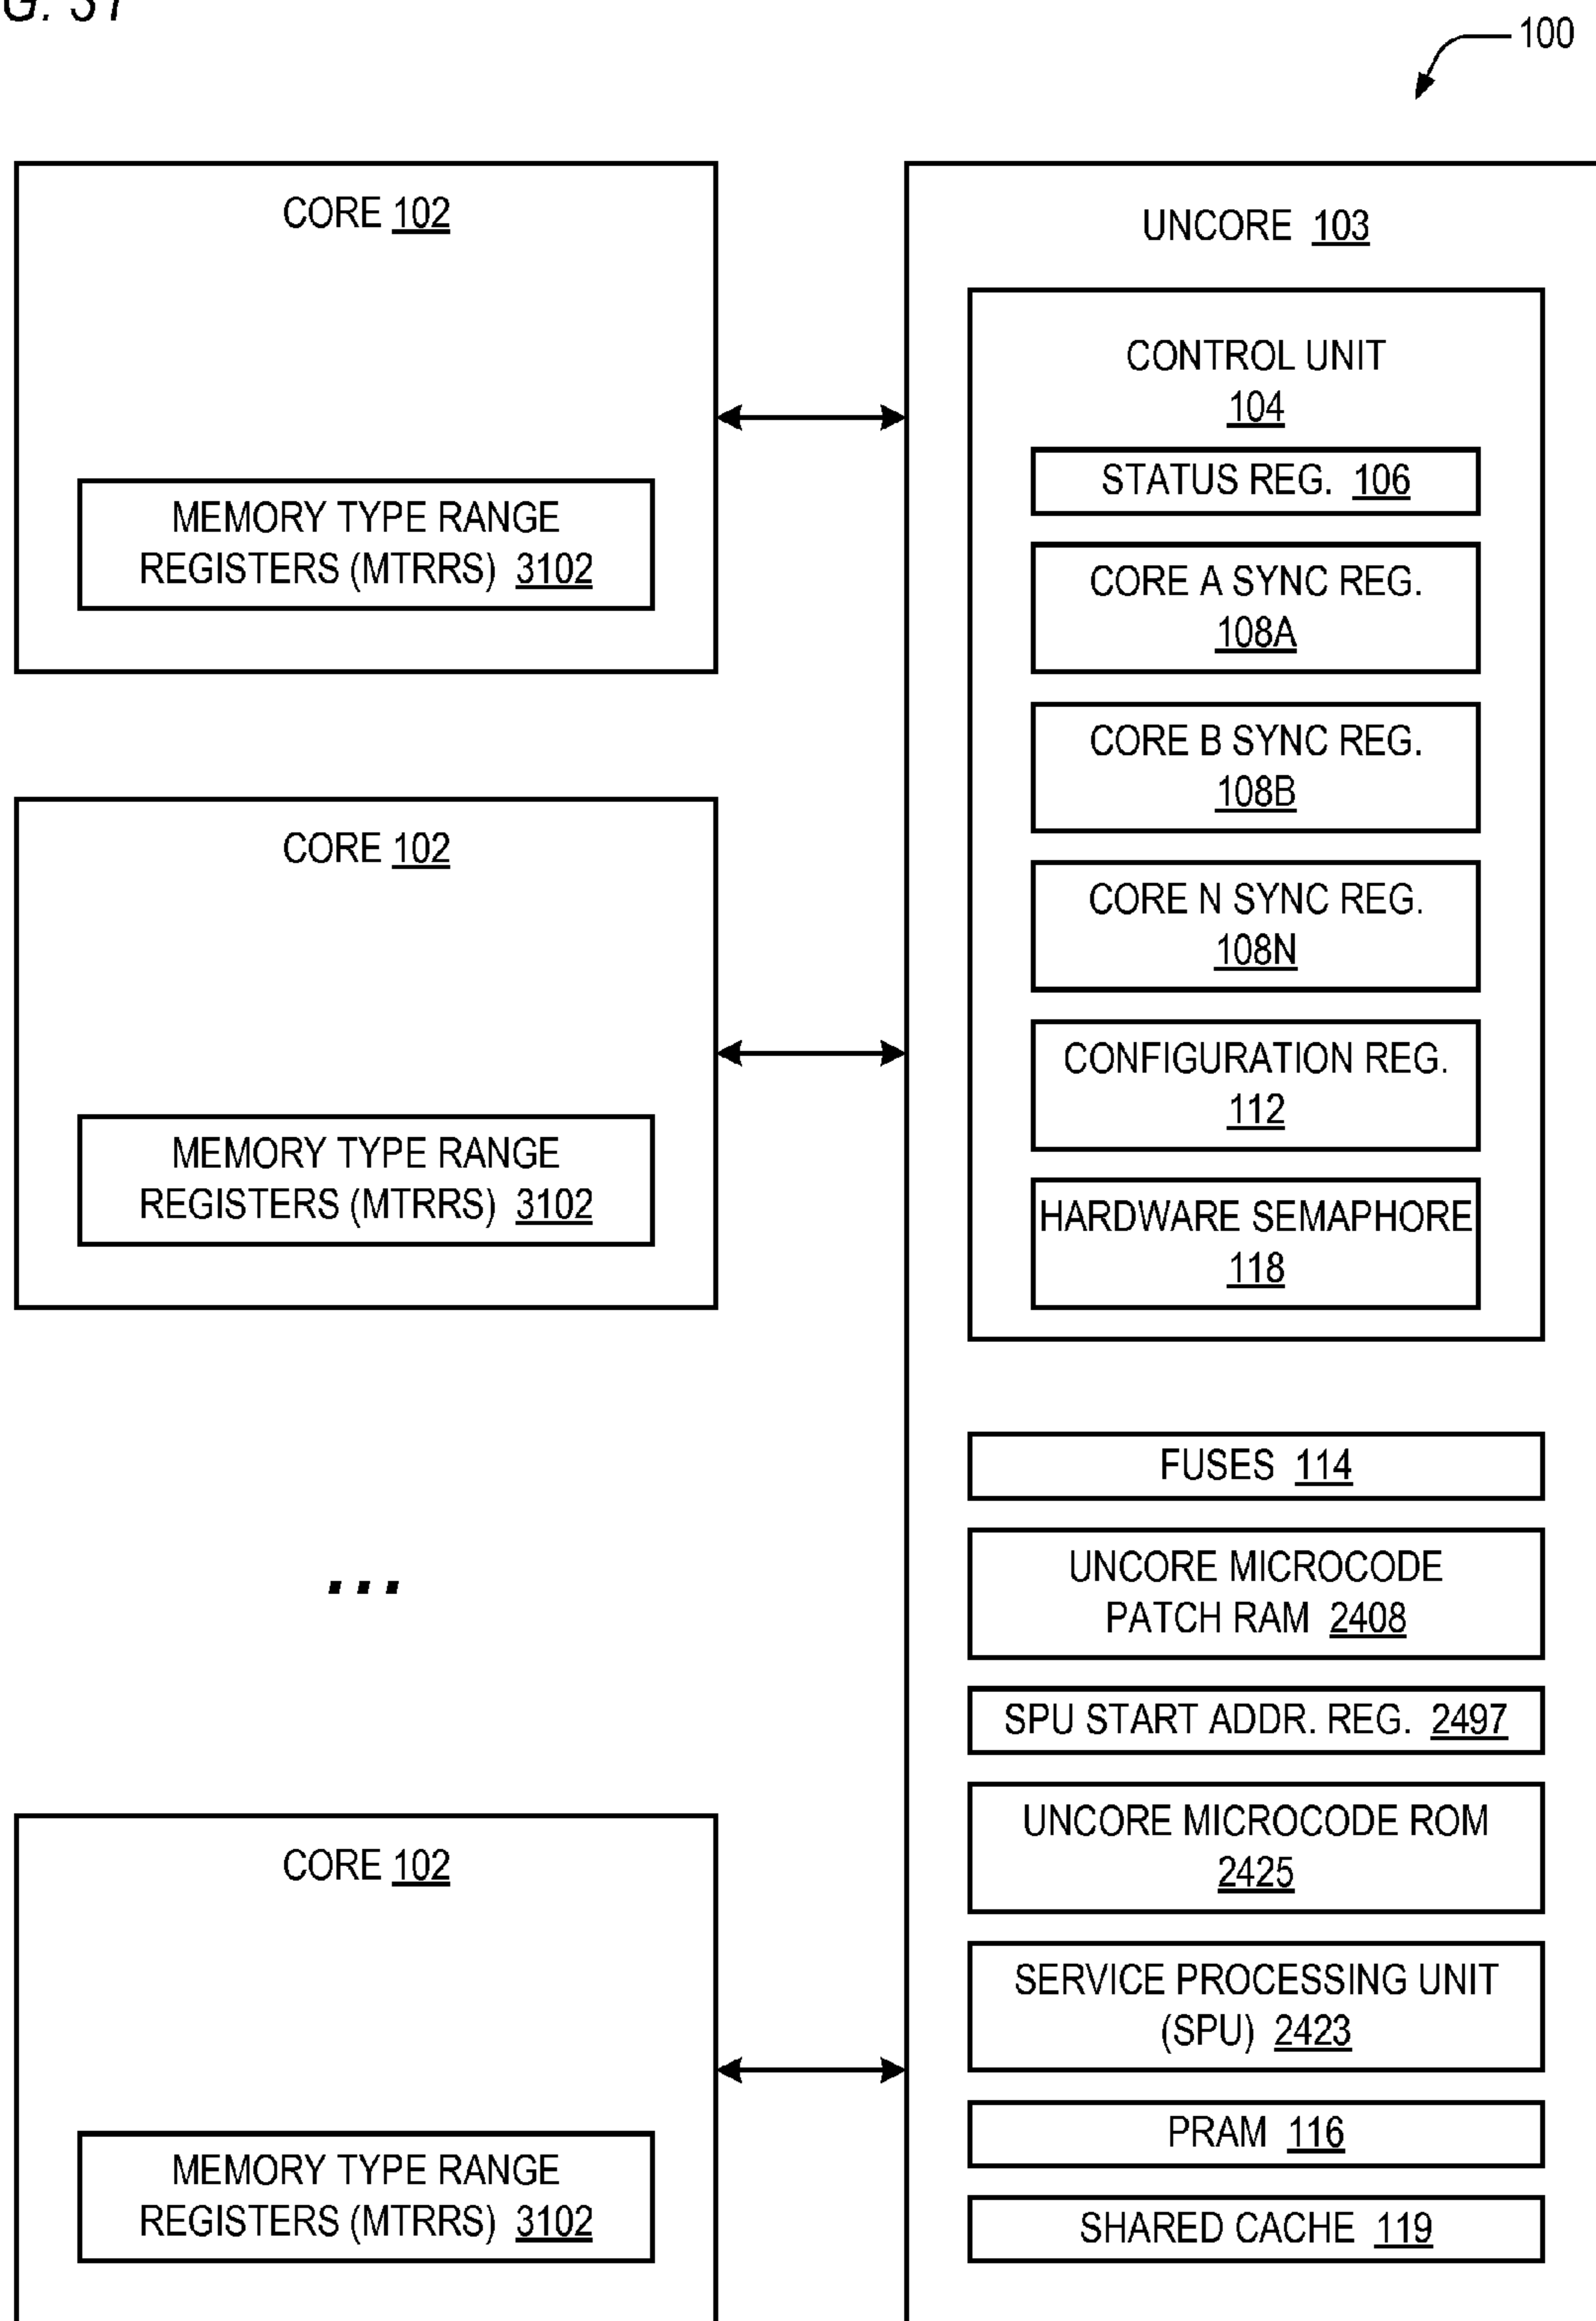 G. 31
100
CORE 102
MEMORY TYPE RANGE
REGISTERS (MTRRS) 3102
CORE 102
MEMORY TYPE RANGE
REGISTERS (MTRRS) 3102
...
CORE 102
MEMORY TYPE RANGE
REGISTERS (MTRRS) 3102
UNCORE 103
CONTROL UNIT
104
STATUS REG. 106
CORE A SYNC REG.
108A
CORE B SYNC REG.
108B
CORE N SYNC REG.
108N
CONFIGURATION REG.
112
HARDWARE SEMAPHORE
118
FUSES 114
UNCORE MICROCODE
PATCH RAM 2408
SPU START ADDR. REG. 2497
UNCORE MICROCODE ROM
2425
SERVICE PROCESSING UNIT
(SPU) 2423
PRAM 116
SHARED CACHE 119